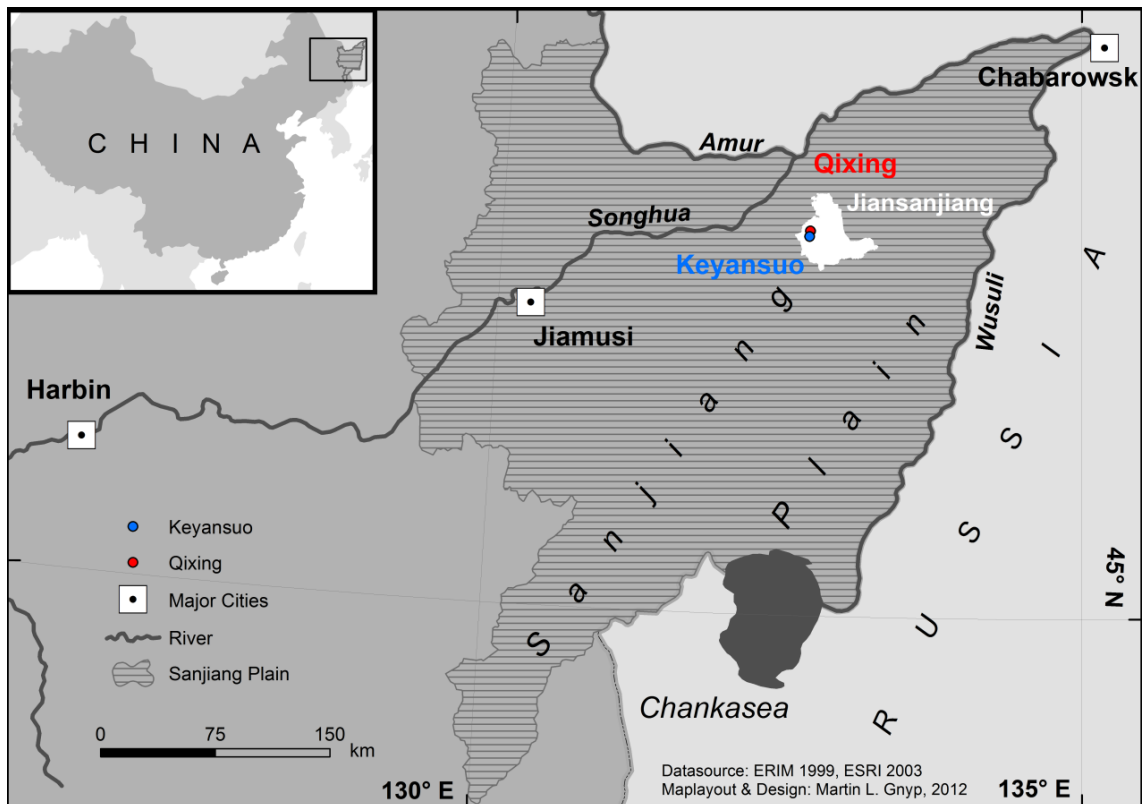 C H I N A
Chabarowsk
Amur
Qixing
Jiansanjiang
Songhua
Keyansuo
Wusuli
Jiamusi
Harbin
Sanjiang Plain
RUSSIA
Keyansuo
Qixing
Major Cities
River
Sanjiang Plain
0 75 150
km
45° N
Chankasea
130° E
135° E
Datasource: ERIM 1999, ESRI 2003
Maplayout & Design: Martin L. Gnyp, 2012